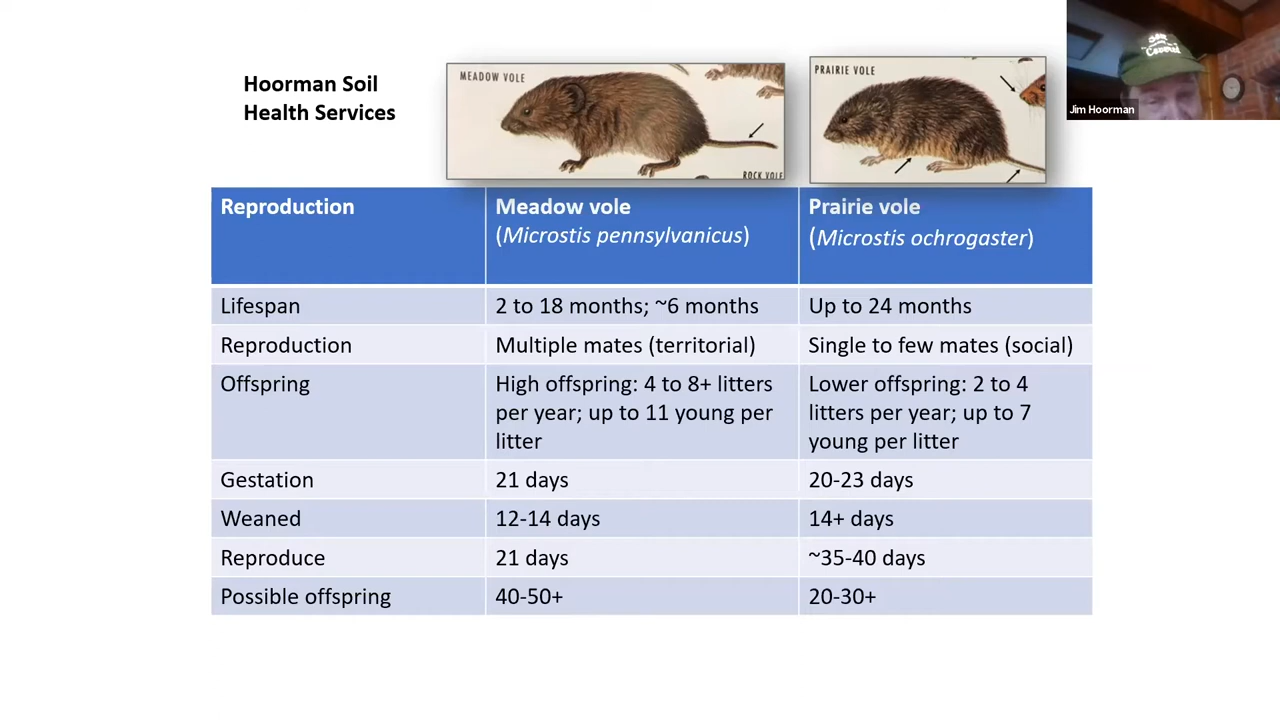 Hoorman Soil
Health Services
MEADOW VOLE
ROCK VOLE
PRAIRIE VOLE
Jim Hoorman
Reproduction
Meadow vole
(Microstis pennsylvanicus)
Prairie vole
(Microstis ochrogaster)
Lifespan
2 to 18 months; ~6 months
Up to 24 months
Reproduction
Multiple mates (territorial)
Single to few mates (social)
Offspring
High offspring: 4 to 8+ litters
per year; up to 11 young per
litter
Lower offspring: 2 to 4
litters per year; up to 7
young per litter
Gestation
21 days
20-23 days
Weaned
12-14 days
14+ days
Reproduce
21 days
~35-40 days
Possible offspring
40-50+
20-30+